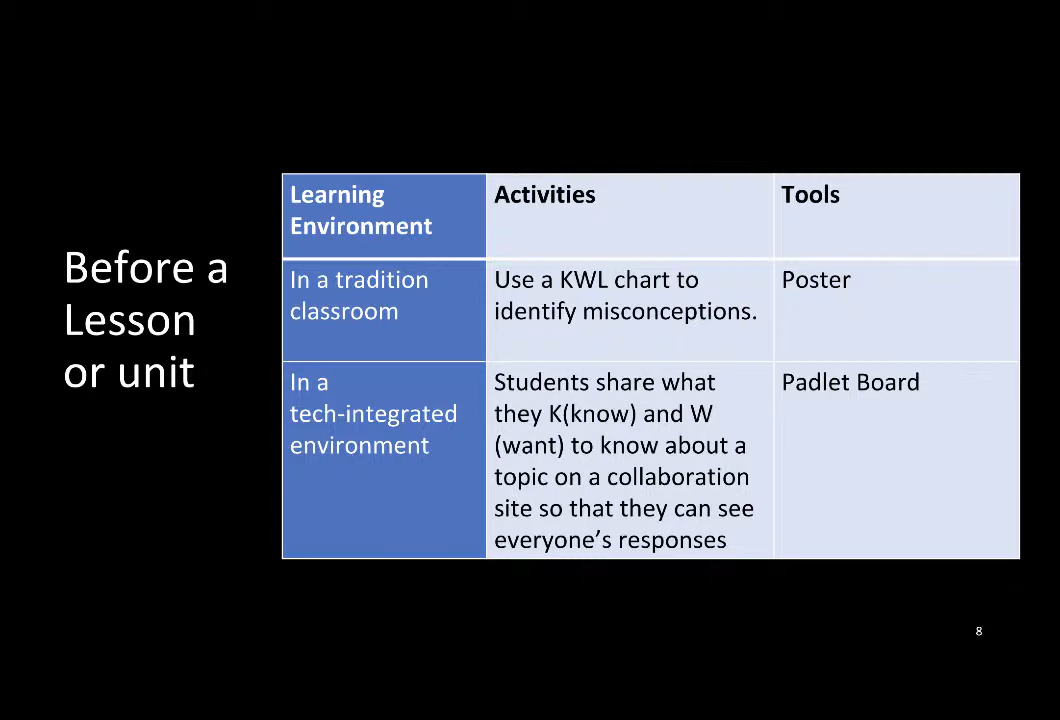 Before a
Lesson
or unit
Learning
Environment
Activities
Tools
In a tradition
classroom
Use a KWL chart to
identify misconceptions.
Poster
In a
tech-integrated
environment
Students share what
they K(know) and W
(want) to know about a
topic on a collaboration
site so that they can see
everyone’s responses
Padlet Board
8